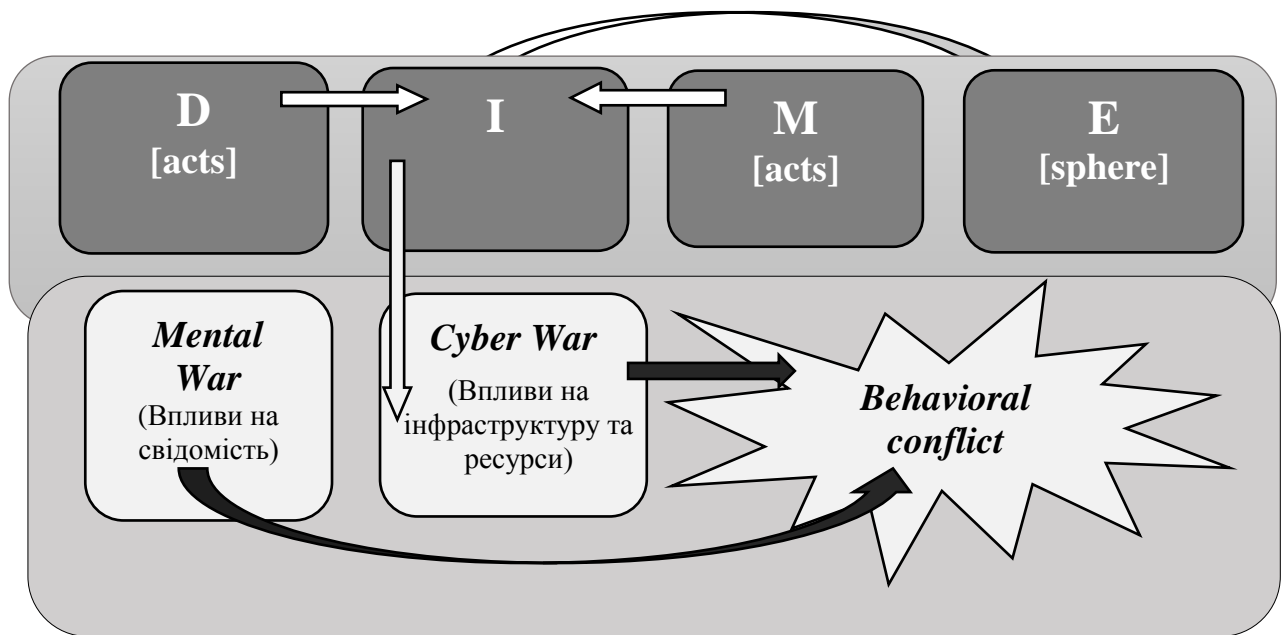 D
[acts]
I
M
[acts]
E
[sphere]
Mental
War
(Впливи на
свідомість)
Cyber War
(Впливи на
інфраструктуру та
ресурси)
Behavioral
conflict